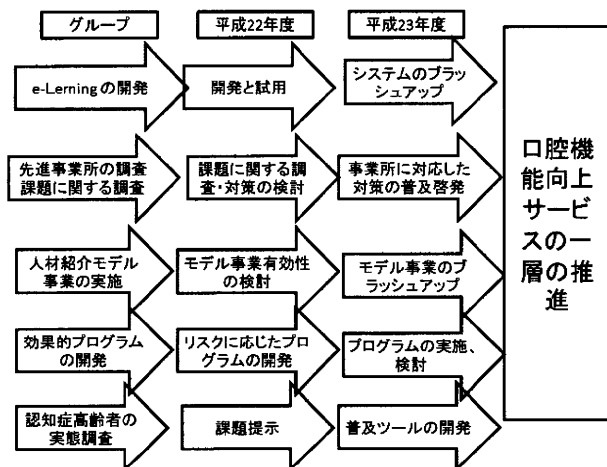 グループ
平成22年度
平成23年度
e-Lerningの開発
開発と試用
システムのブラッ
シュアップ
先進事業所の調査
課題に関する調査
課題に関する調
査・対策の検討
事業所に対応した
対策の普及啓発
人材紹介モデル
事業の実施
モデル事業有効性
の検討
モデル事業のブ
ラッシュアップ
効果的プログラム
の開発
リスクに応じたプロ
グラムの開発
プログラムの実施、
検討
認知症高齢者の
実態調査
課題提示
普及ツールの開発
口腔機
能向上
サービ
スの一
層の推
進